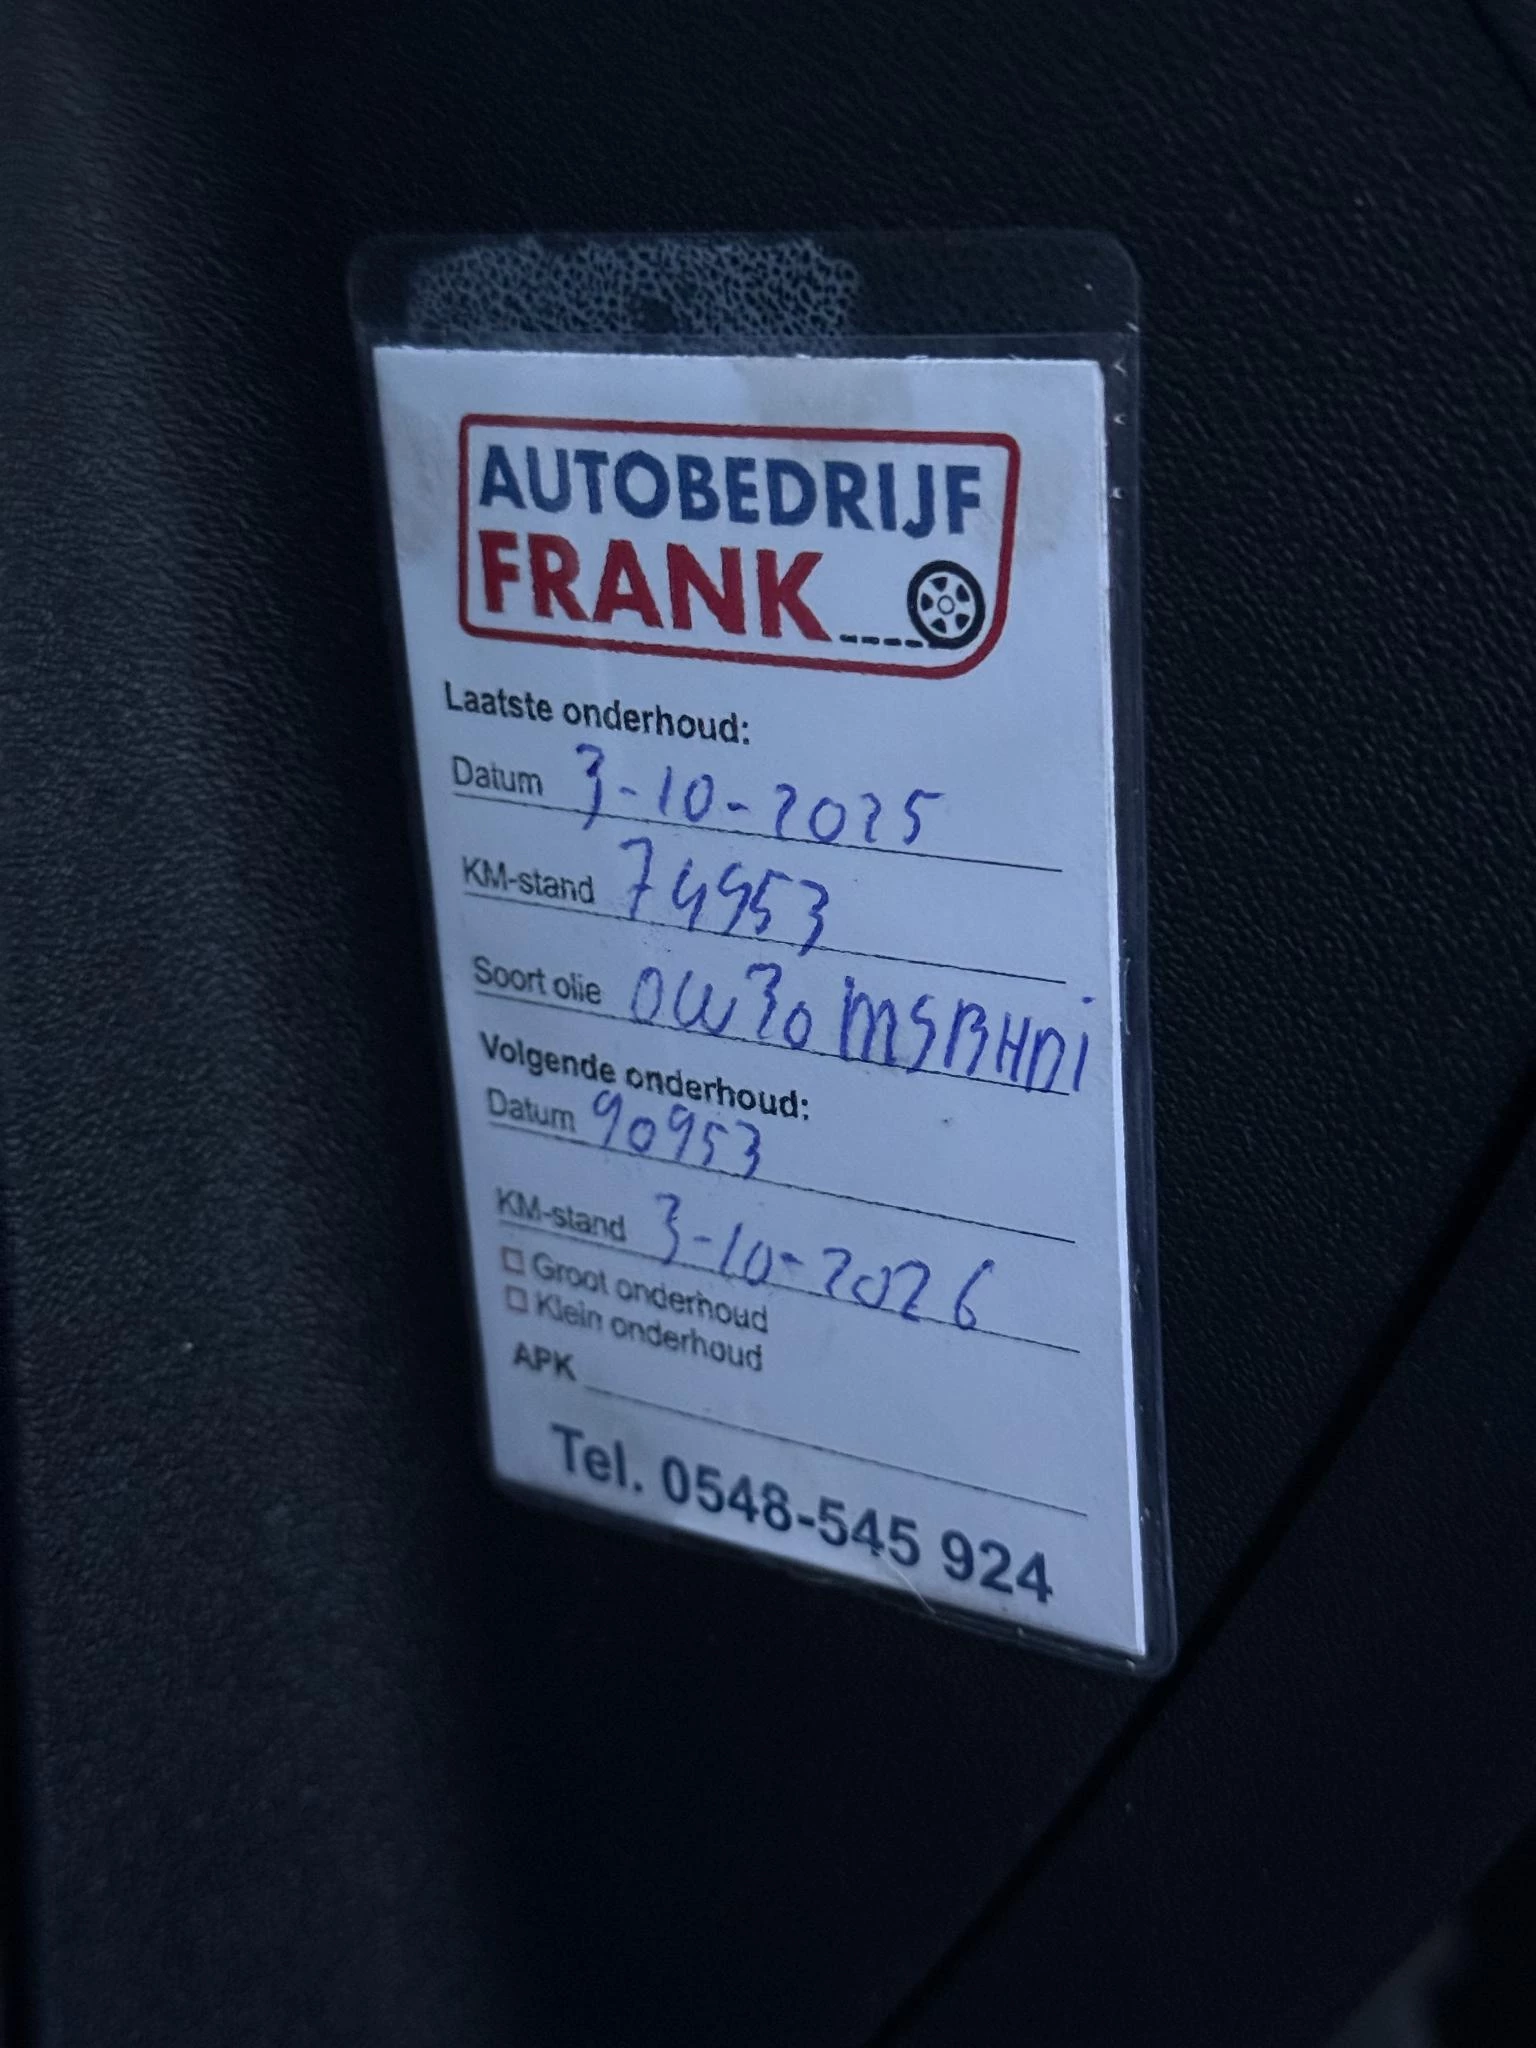 AUTOBEDRIJF
FRANK
Laatste onderhoud:
Datum 3-10-2025
KM-stand 74953
Soort olie 0W30 MSBHDI
Volgende onderhoud:
Datum 90953
KM-stand 3-10-2026
Groot onderhoud
Klein onderhoud
APK
Tel. 0548-545 924